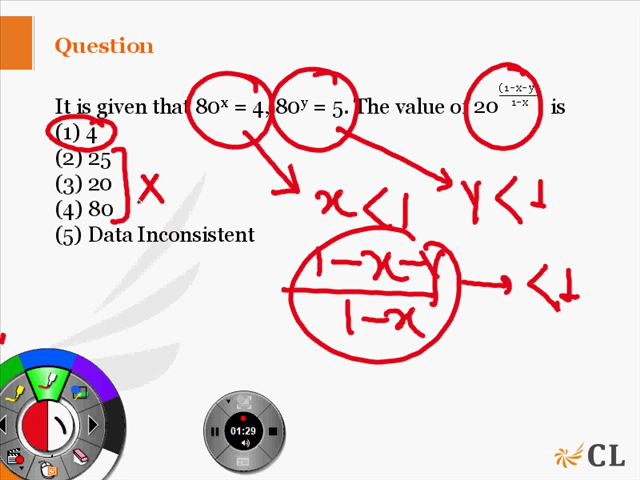 Question
It is given that 80ˣ = 4, 80ʸ = 5. The value of 20^((1-x-y)/(1-x)) is
(1) 4
(2) 25
(3) 20
(4) 80
(5) Data Inconsistent
X
x < 1
y < 1
1 - x - y
1 - x
< 1
01:29
CL